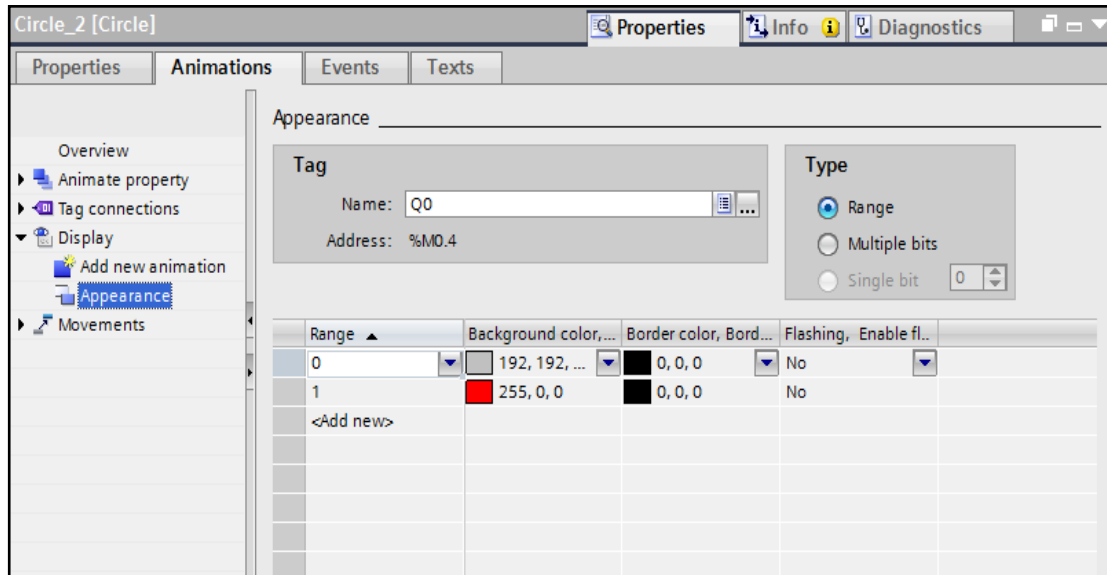 Circle_2 [Circle]
Properties Info Diagnostics
Properties Animations Events Texts
Appearance
Overview
Animate property
Tag connections
Display
Add new animation
Appearance
Movements
Tag
Name: Q0 ...
Address: %M0.4
Type
Range
Multiple bits
Single bit 0
Range Background color,... Border color, Bord... Flashing, Enable fl..
0 192, 192, ... 0, 0, 0 No
1 255, 0, 0 0, 0, 0 No
<Add new>